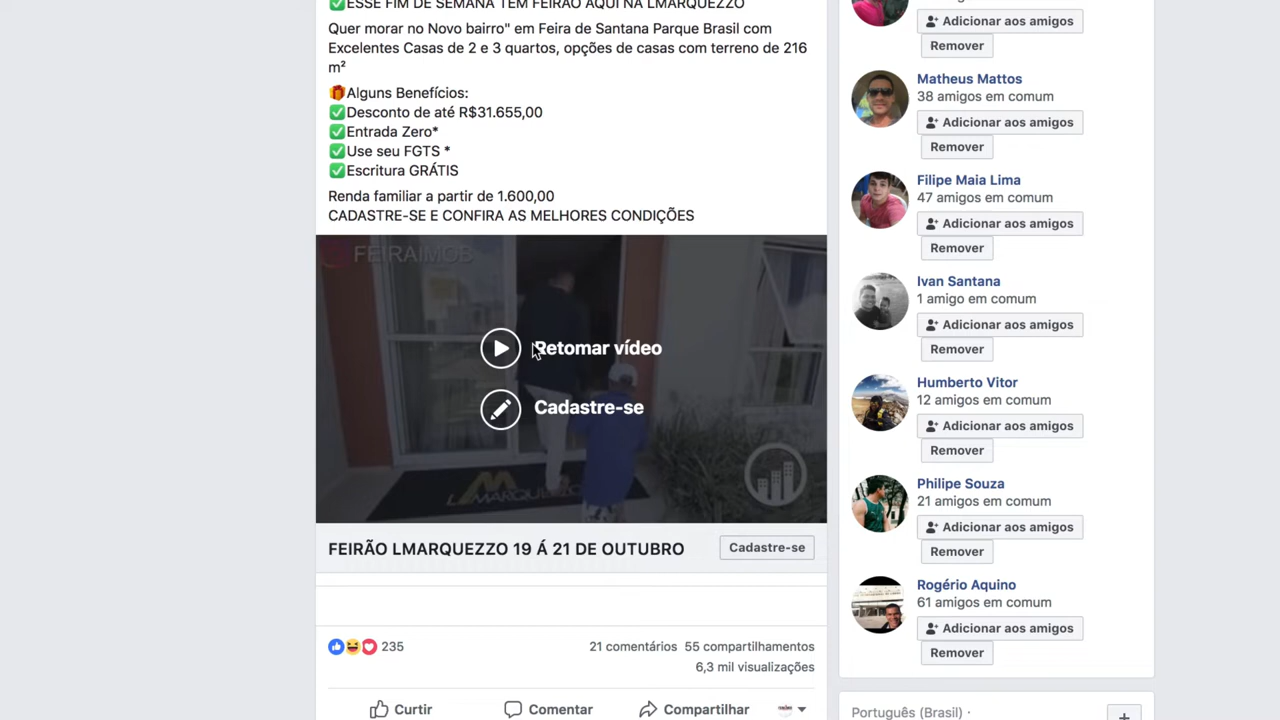 ✅ESSE FIM DE SEMANA TEM FEIRÃO AQUI NA LMARQUEZZO
Quer morar no Novo bairro" em Feira de Santana Parque Brasil com
Excelentes Casas de 2 e 3 quartos, opções de casas com terreno de 216
m²
🎁Alguns Benefícios:
✅Desconto de até R$31.655,00
✅Entrada Zero*
✅Use seu FGTS *
✅Escritura GRÁTIS
Renda familiar a partir de 1.600,00
CADASTRE-SE E CONFIRA AS MELHORES CONDIÇÕES
FEIRAIMOB
Retomar vídeo
Cadastre-se
LMARQUEZZO
FEIRÃO LMARQUEZZO 19 Á 21 DE OUTUBRO
Cadastre-se
235
21 comentários 55 compartilhamentos
6,3 mil visualizações
Curtir Comentar Compartilhar
Adicionar aos amigos
Remover
Matheus Mattos
38 amigos em comum
Adicionar aos amigos
Remover
Filipe Maia Lima
47 amigos em comum
Adicionar aos amigos
Remover
Ivan Santana
1 amigo em comum
Adicionar aos amigos
Remover
Humberto Vitor
12 amigos em comum
Adicionar aos amigos
Remover
Philipe Souza
21 amigos em comum
Adicionar aos amigos
Remover
Rogério Aquino
61 amigos em comum
Adicionar aos amigos
Remover
Português (Brasil) ·